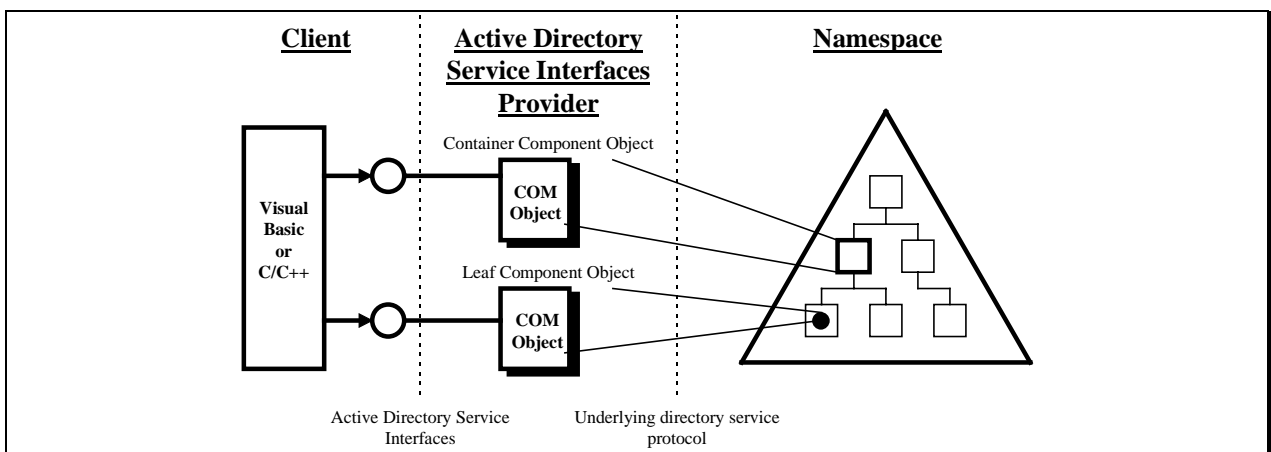 Client
Active Directory
Service Interfaces
Provider
Namespace
Container Component Object
Visual
Basic
or
C/C++
COM
Object
Leaf Component Object
COM
Object
Active Directory Service
Interfaces
Underlying directory service
protocol